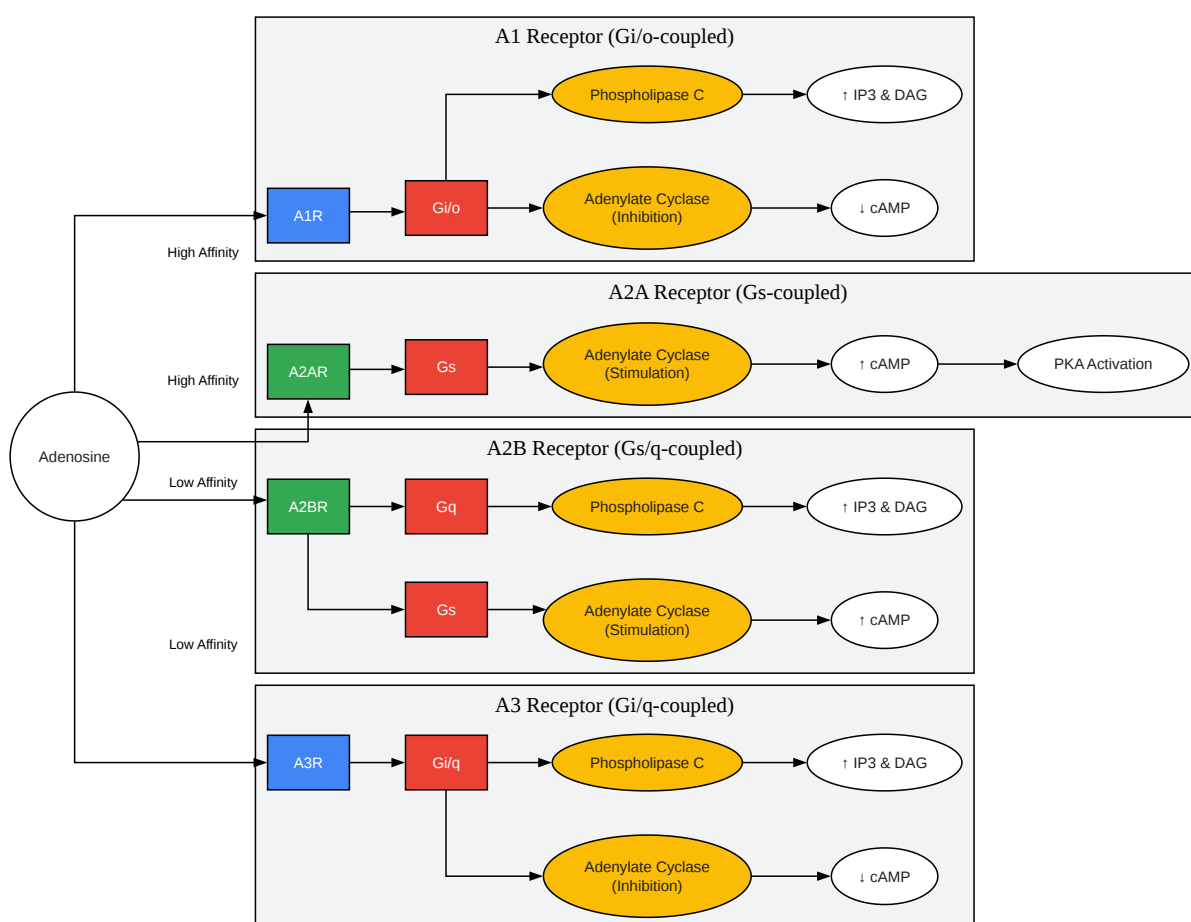 A1 Receptor (Gi/o-coupled)
Phospholipase C
↑ IP3 & DAG
A1R
Gi/o
Adenylate Cyclase
(Inhibition)
↓ cAMP
High Affinity
A2A Receptor (Gs-coupled)
High Affinity
A2AR
Gs
Adenylate Cyclase
(Stimulation)
↑ cAMP
PKA Activation
Adenosine
A2B Receptor (Gs/q-coupled)
Low Affinity
A2BR
Gq
Phospholipase C
↑ IP3 & DAG
Gs
Adenylate Cyclase
(Stimulation)
↑ cAMP
Low Affinity
A3 Receptor (Gi/q-coupled)
A3R
Gi/q
Phospholipase C
↑ IP3 & DAG
Adenylate Cyclase
(Inhibition)
↓ cAMP